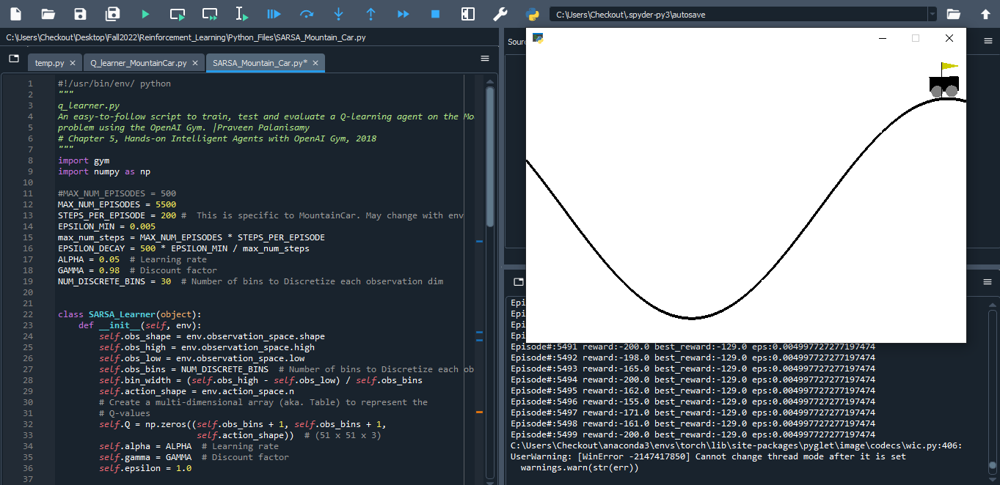 C:\Users\Checkout\.spyder-py3\autosave
C:\Users\Checkout\Desktop\Fall2022\Reinforcement_Learning\Python_Files\SARSA_Mountain_Car.py
temp.py
Q_learner_MountainCar.py
SARSA_Mountain_Car.py*
1 #!/usr/bin/env/ python
2 """
3 q_learner.py
4 An easy-to-follow script to train, test and evaluate a Q-learning agent on the Mo
5 problem using the OpenAI Gym. |Praveen Palanisamy
6 # Chapter 5, Hands-on Intelligent Agents with OpenAI Gym, 2018
7 """
8 import gym
9 import numpy as np
10
11 #MAX_NUM_EPISODES = 500
12 MAX_NUM_EPISODES = 5500
13 STEPS_PER_EPISODE = 200 #  This is specific to MountainCar. May change with env
14 EPSILON_MIN = 0.005
15 max_num_steps = MAX_NUM_EPISODES * STEPS_PER_EPISODE
16 EPSILON_DECAY = 500 * EPSILON_MIN / max_num_steps
17 ALPHA = 0.05  # Learning rate
18 GAMMA = 0.98  # Discount factor
19 NUM_DISCRETE_BINS = 30  # Number of bins to Discretize each observation dim
20
21
22 class SARSA_Learner(object):
23     def __init__(self, env):
24         self.obs_shape = env.observation_space.shape
25         self.obs_high = env.observation_space.high
26         self.obs_low = env.observation_space.low
27         self.obs_bins = NUM_DISCRETE_BINS  # Number of bins to Discretize each ob
28         self.bin_width = (self.obs_high - self.obs_low) / self.obs_bins
29         self.action_shape = env.action_space.n
30         # Create a multi-dimensional array (aka. Table) to represent the
31         # Q-values
32         self.Q = np.zeros((self.obs_bins + 1, self.obs_bins + 1,
33                            self.action_shape))  # (51 x 51 x 3)
34         self.alpha = ALPHA  # Learning rate
35         self.gamma = GAMMA  # Discount factor
36         self.epsilon = 1.0
37
Sour
Epi
Epi
Epi
Epi
Episode#:5491 reward:-200.0 best_reward:-129.0 eps:0.004997727277197474
Episode#:5492 reward:-198.0 best_reward:-129.0 eps:0.004997727277197474
Episode#:5493 reward:-165.0 best_reward:-129.0 eps:0.004997727277197474
Episode#:5494 reward:-200.0 best_reward:-129.0 eps:0.004997727277197474
Episode#:5495 reward:-162.0 best_reward:-129.0 eps:0.004997727277197474
Episode#:5496 reward:-155.0 best_reward:-129.0 eps:0.004997727277197474
Episode#:5497 reward:-171.0 best_reward:-129.0 eps:0.004997727277197474
Episode#:5498 reward:-161.0 best_reward:-129.0 eps:0.004997727277197474
Episode#:5499 reward:-200.0 best_reward:-129.0 eps:0.004997727277197474
C:\Users\Checkout\anaconda3\envs\torch\lib\site-packages\pyglet\image\codecs\wic.py:406:
UserWarning: [WinError -2147417850] Cannot change thread mode after it is set
  warnings.warn(str(err))